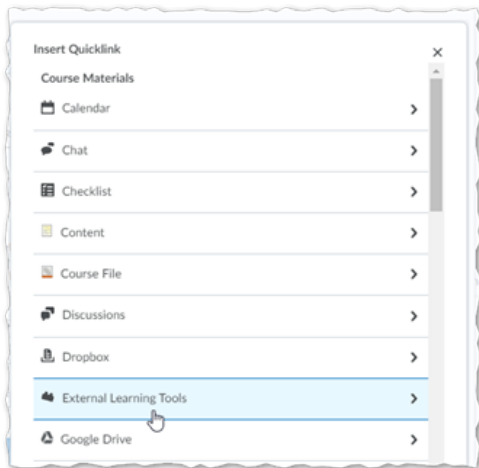 Insert Quicklink
Course Materials
Calendar
Chat
Checklist
Content
Course File
Discussions
Dropbox
External Learning Tools
Google Drive